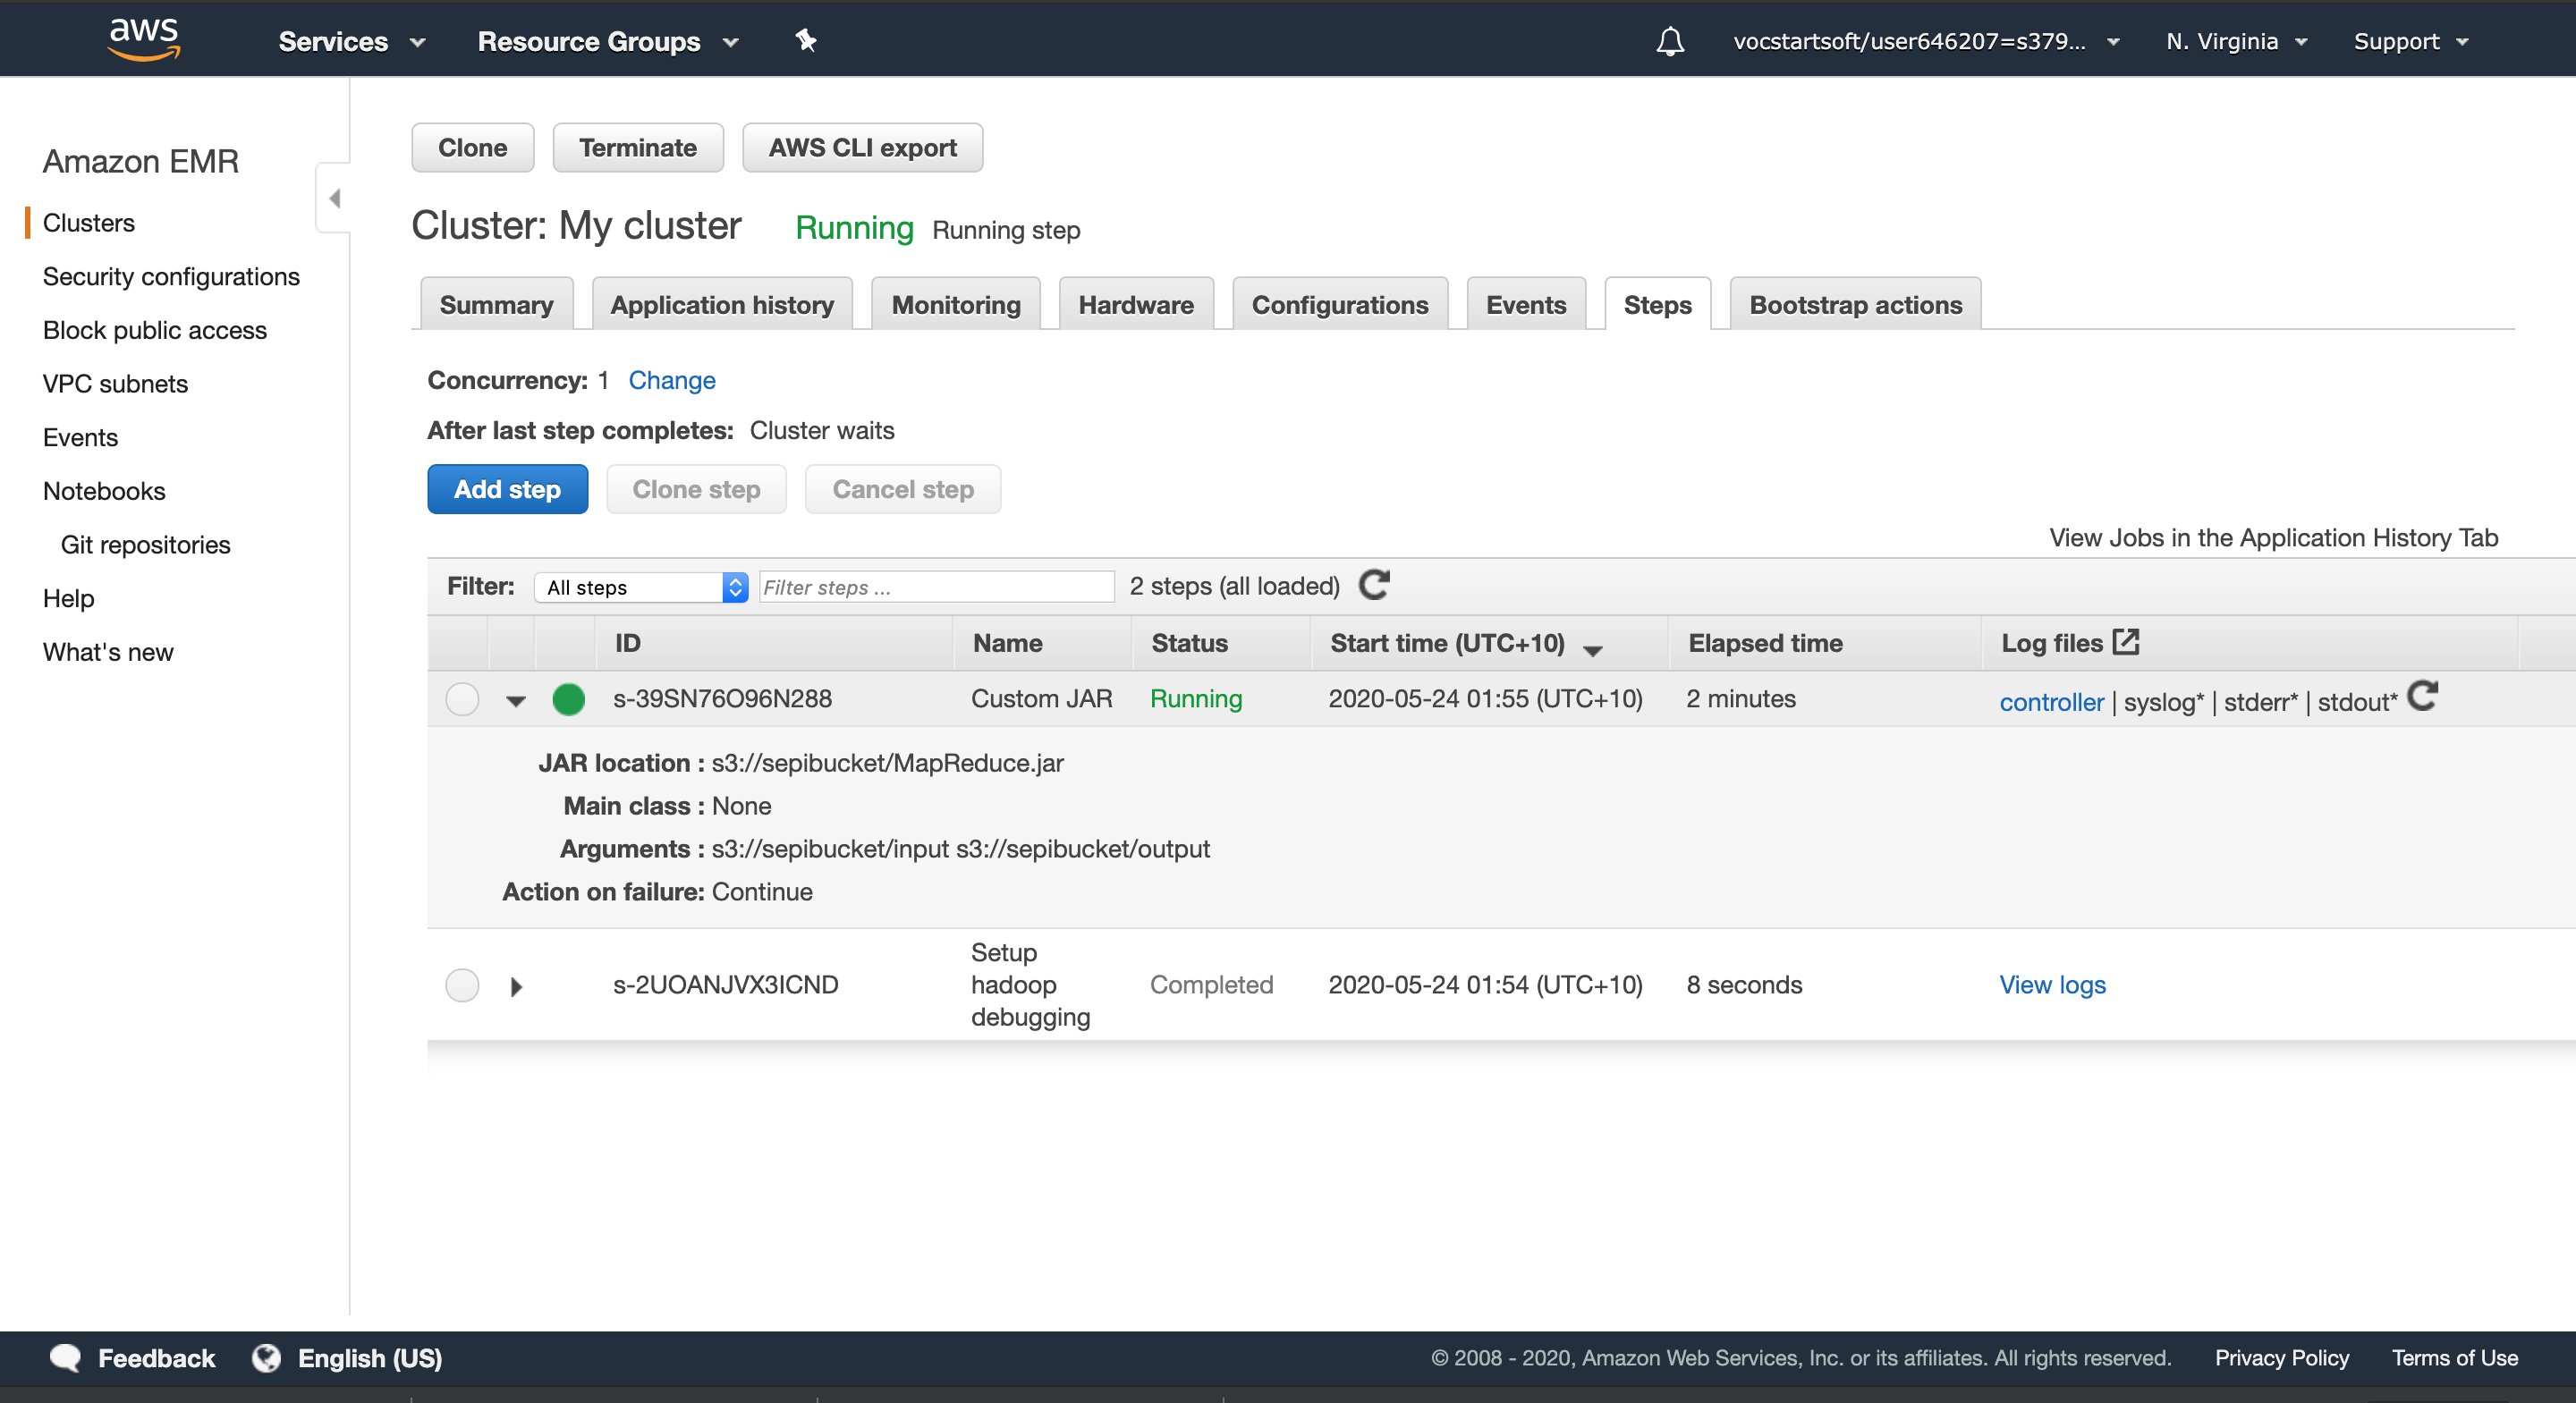 aws Services Resource Groups vocstartsoft/user646207=s379... N. Virginia Support
Amazon EMR
Clusters
Security configurations
Block public access
VPC subnets
Events
Notebooks
Git repositories
Help
What's new
Clone Terminate AWS CLI export
Cluster: My cluster Running Running step
Summary Application history Monitoring Hardware Configurations Events Steps Bootstrap actions
Concurrency: 1 Change
After last step completes: Cluster waits
Add step Clone step Cancel step
View Jobs in the Application History Tab
Filter: All steps Filter steps ... 2 steps (all loaded)
ID Name Status Start time (UTC+10) Elapsed time Log files
s-39SN76O96N288 Custom JAR Running 2020-05-24 01:55 (UTC+10) 2 minutes controller | syslog* | stderr* | stdout*
JAR location : s3://sepibucket/MapReduce.jar
Main class : None
Arguments : s3://sepibucket/input s3://sepibucket/output
Action on failure: Continue
s-2UOANJVX3ICND Setup hadoop debugging Completed 2020-05-24 01:54 (UTC+10) 8 seconds View logs
Feedback English (US) © 2008 - 2020, Amazon Web Services, Inc. or its affiliates. All rights reserved. Privacy Policy Terms of Use